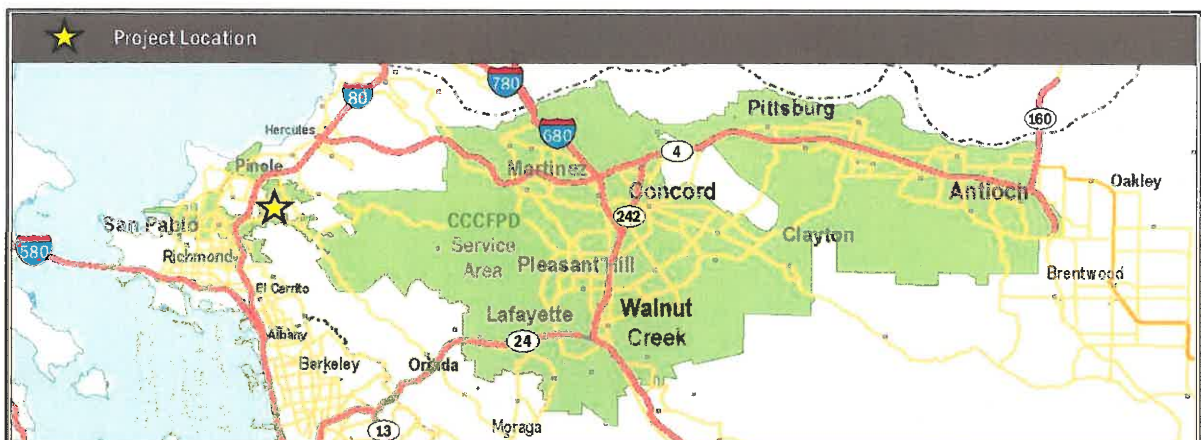 Project Location
780
80
Pittsburg
160
Hercules
680
4
Martinez
Pinole
Concord
Antioch
Oakley
San Pablo
CCCFPD
Service
Area
242
Clayton
580
Richmond
Pleasant Hill
Brentwood
El Cerrito
Lafayette
Walnut
Creek
Albany
24
Berkeley
Orinda
Moraga
13